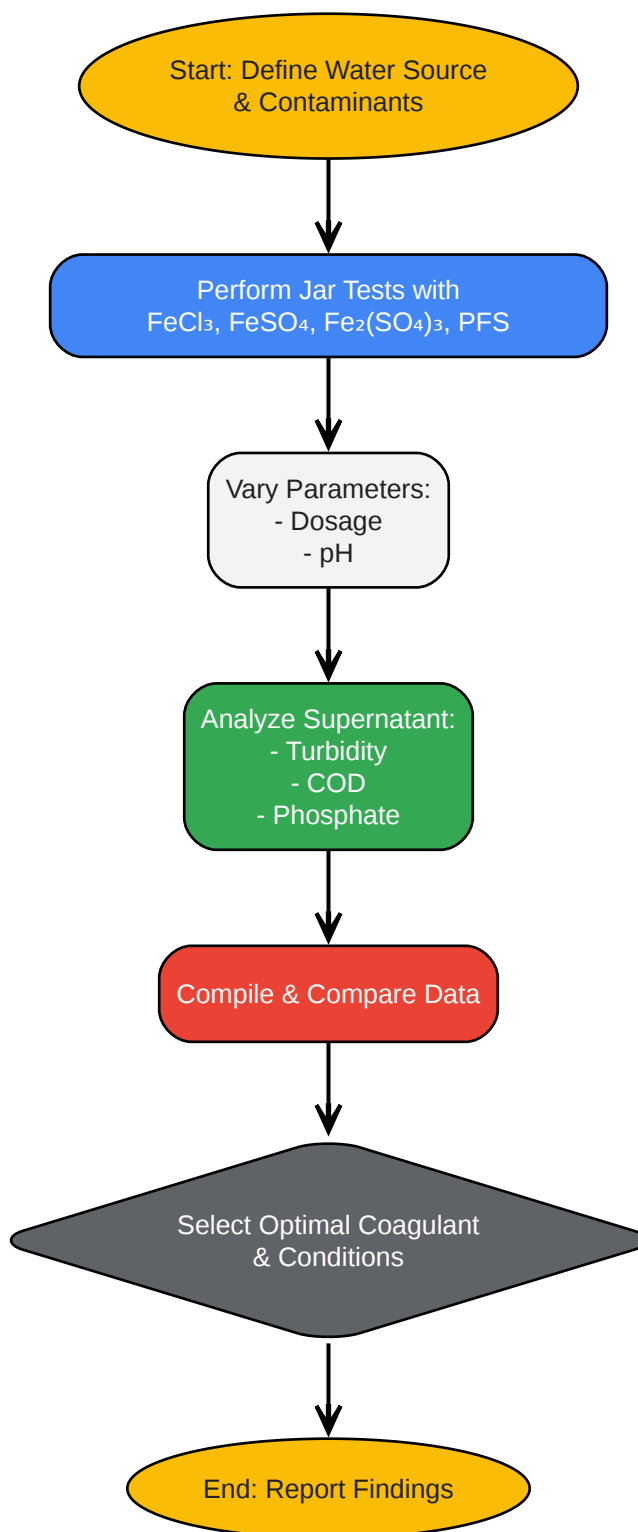 Start: Define Water Source
& Contaminants
Perform Jar Tests with
FeCl₃, FeSO₄, Fe₂(SO₄)₃, PFS
Vary Parameters:
- Dosage
- pH
Analyze Supernatant:
- Turbidity
- COD
- Phosphate
Compile & Compare Data
Select Optimal Coagulant
& Conditions
End: Report Findings